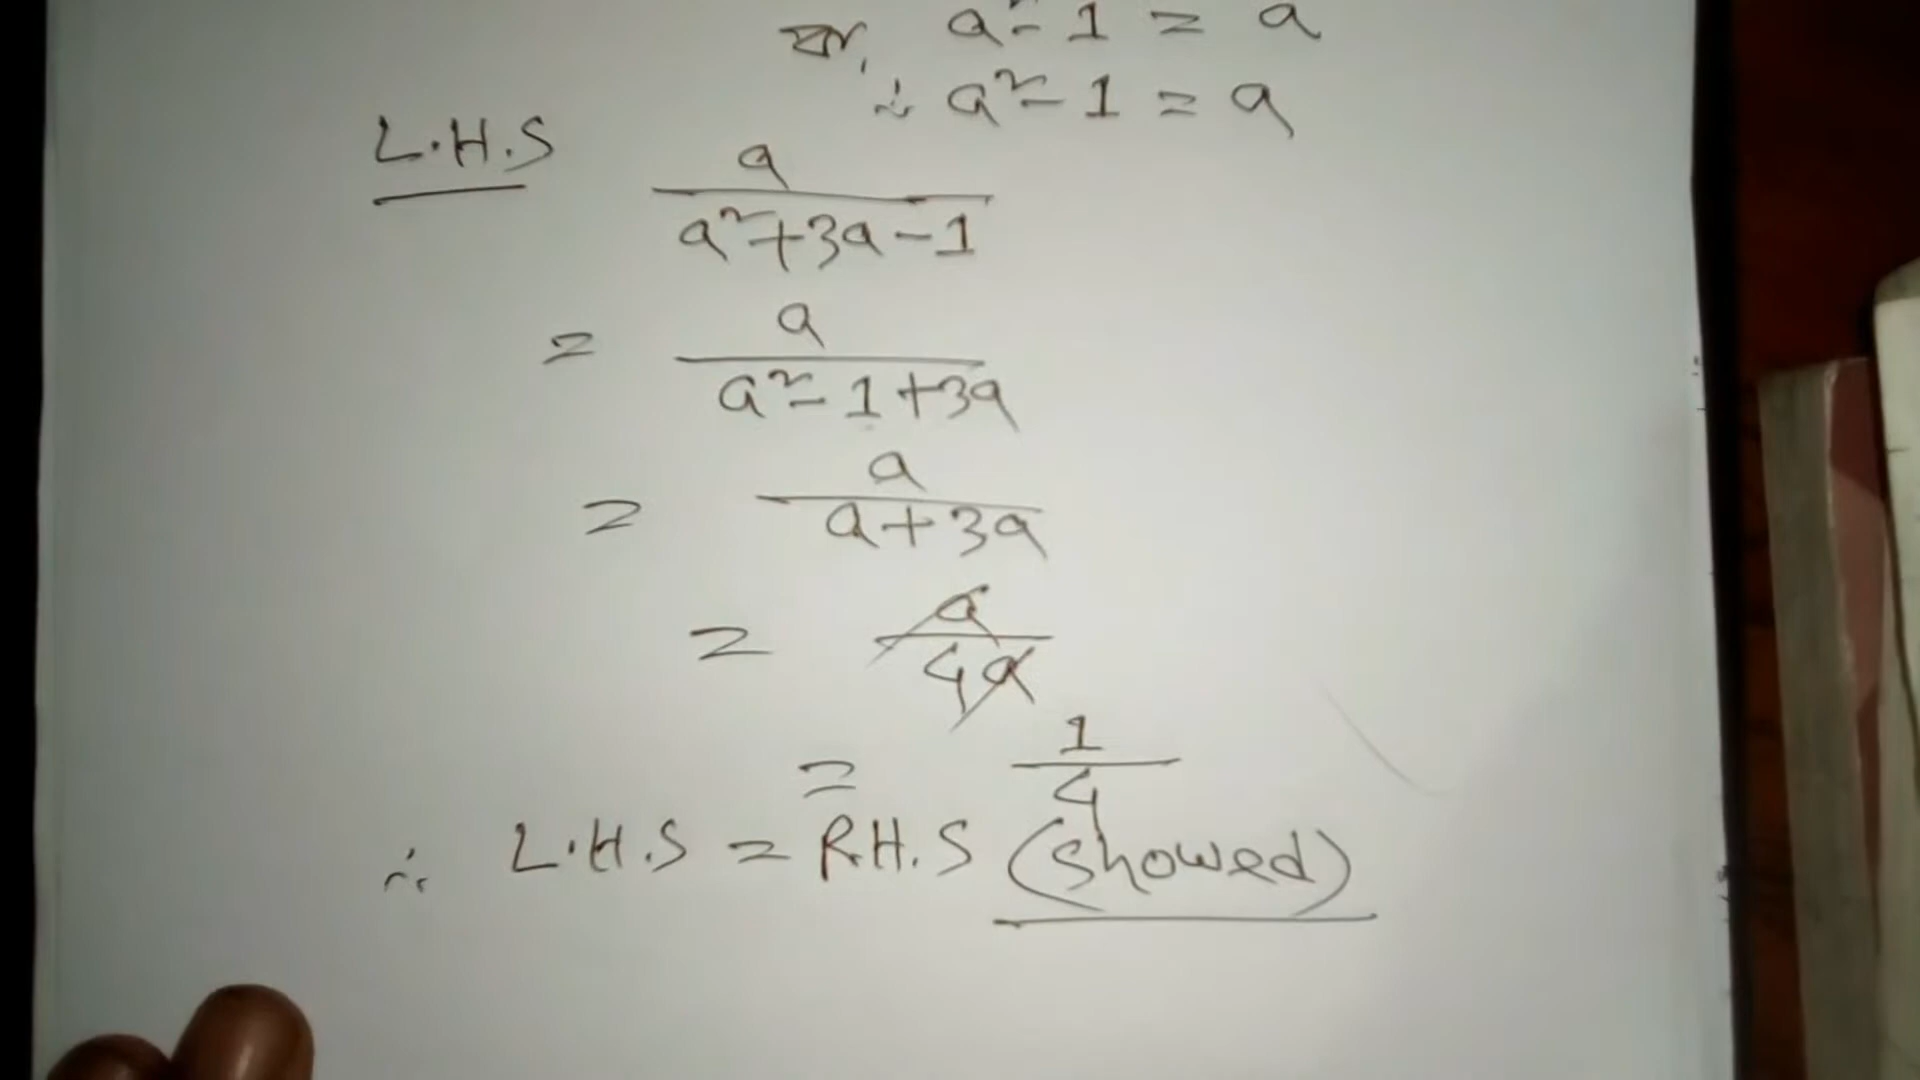 বা, a² - 1 = a
∴ a² - 1 = a
L.H.S
a / a² + 3a - 1
= a / a² - 1 + 3a
= a / a + 3a
= a / 4a
= 1 / 4
∴ L.H.S = R.H.S (showed)